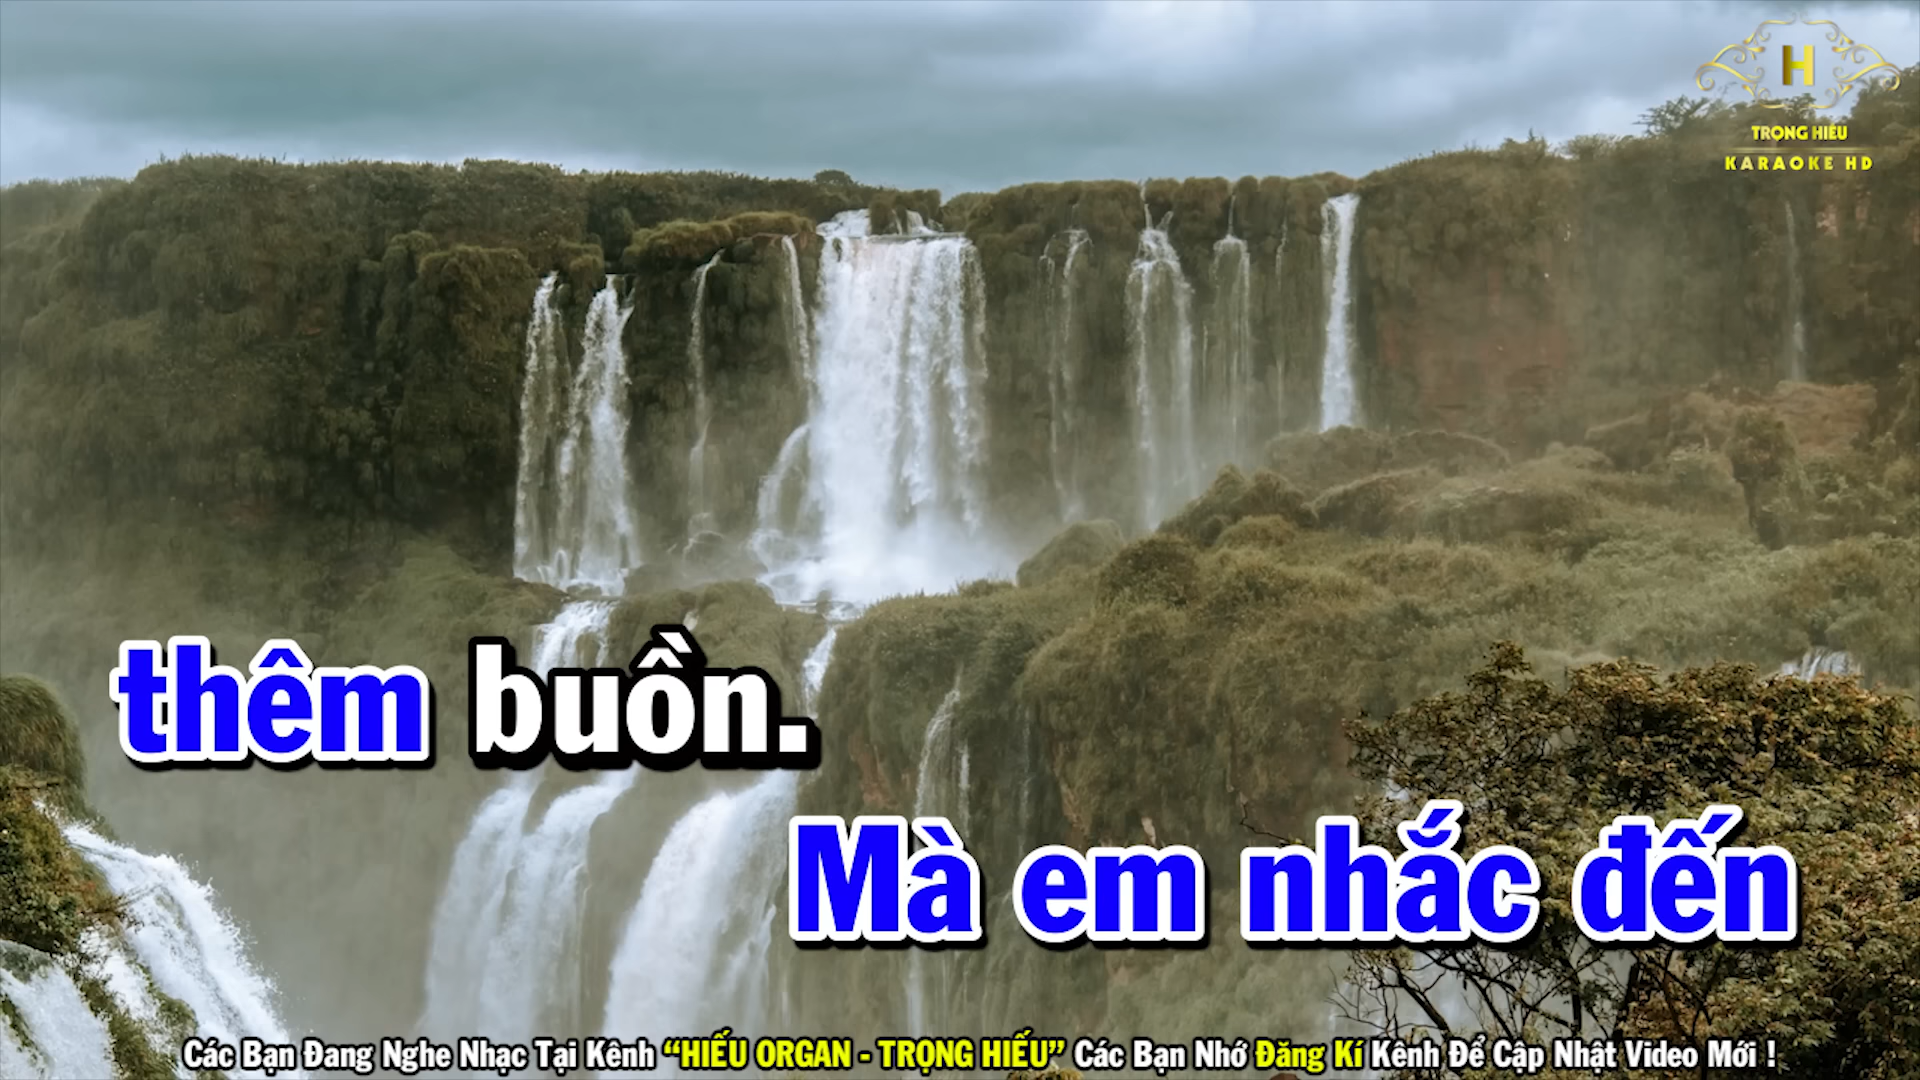 H
TRỌNG HIẾU
KARAOKE HD
thêm buồn.
Mà em nhắc đến
Các Bạn Đang Nghe Nhạc Tại Kênh “HIẾU ORGAN - TRỌNG HIẾU” Các Bạn Nhớ Đăng Kí Kênh Để Cập Nhật Video Mới !